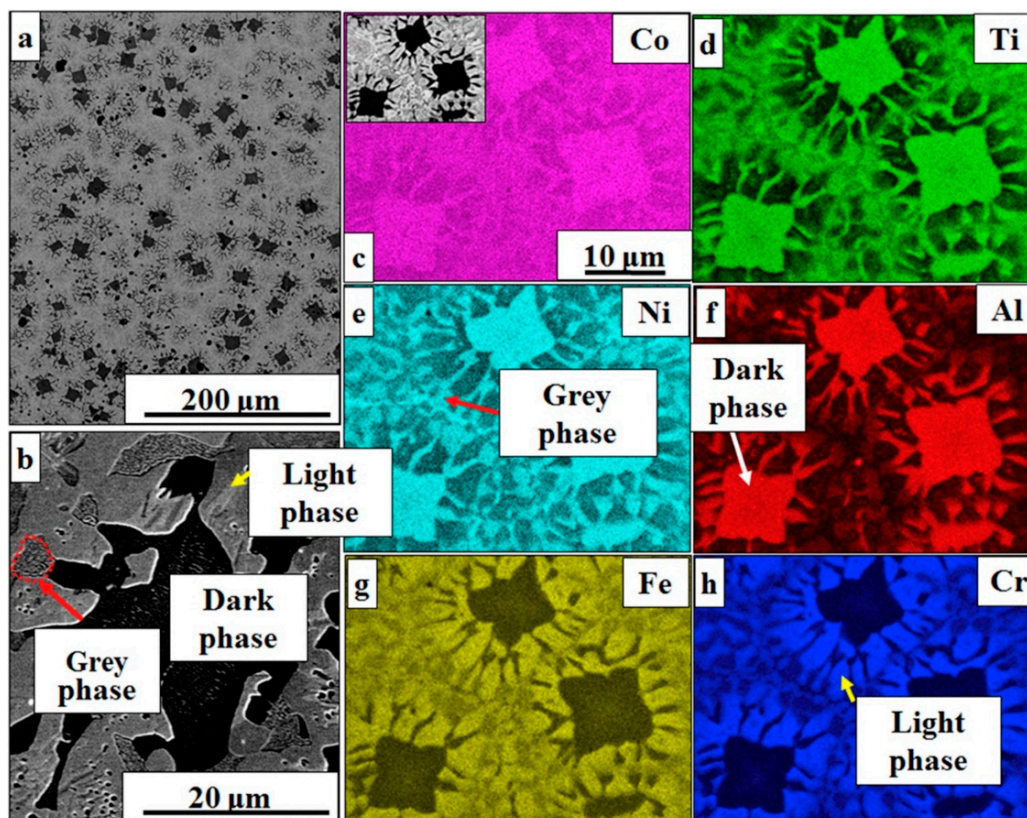 a
200 µm
b
Light
phase
Dark
phase
Grey
phase
20 µm
Co
c
10 µm
d
Ti
e
Ni
Grey
phase
f
Al
Dark
phase
g
Fe
h
Cr
Light
phase